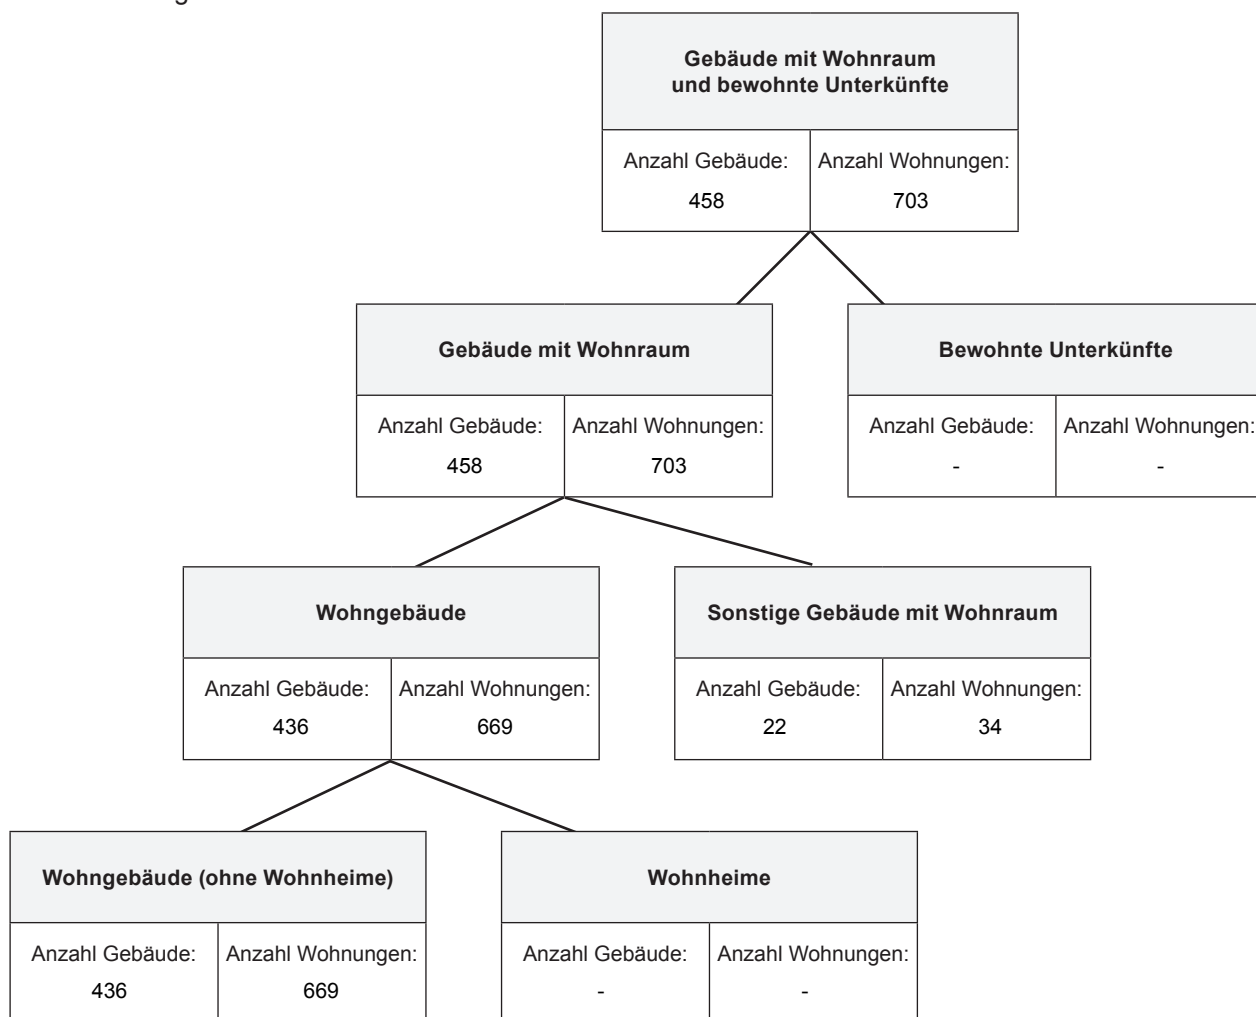 Gebäude mit Wohnraum
und bewohnte Unterkünfte
Anzahl Gebäude: Anzahl Wohnungen:
458 703
Gebäude mit Wohnraum
Anzahl Gebäude: Anzahl Wohnungen:
458 703
Bewohnte Unterkünfte
Anzahl Gebäude: Anzahl Wohnungen:
- -
Wohngebäude
Anzahl Gebäude: Anzahl Wohnungen:
436 669
Sonstige Gebäude mit Wohnraum
Anzahl Gebäude: Anzahl Wohnungen:
22 34
Wohngebäude (ohne Wohnheime)
Anzahl Gebäude: Anzahl Wohnungen:
436 669
Wohnheime
Anzahl Gebäude: Anzahl Wohnungen:
- -